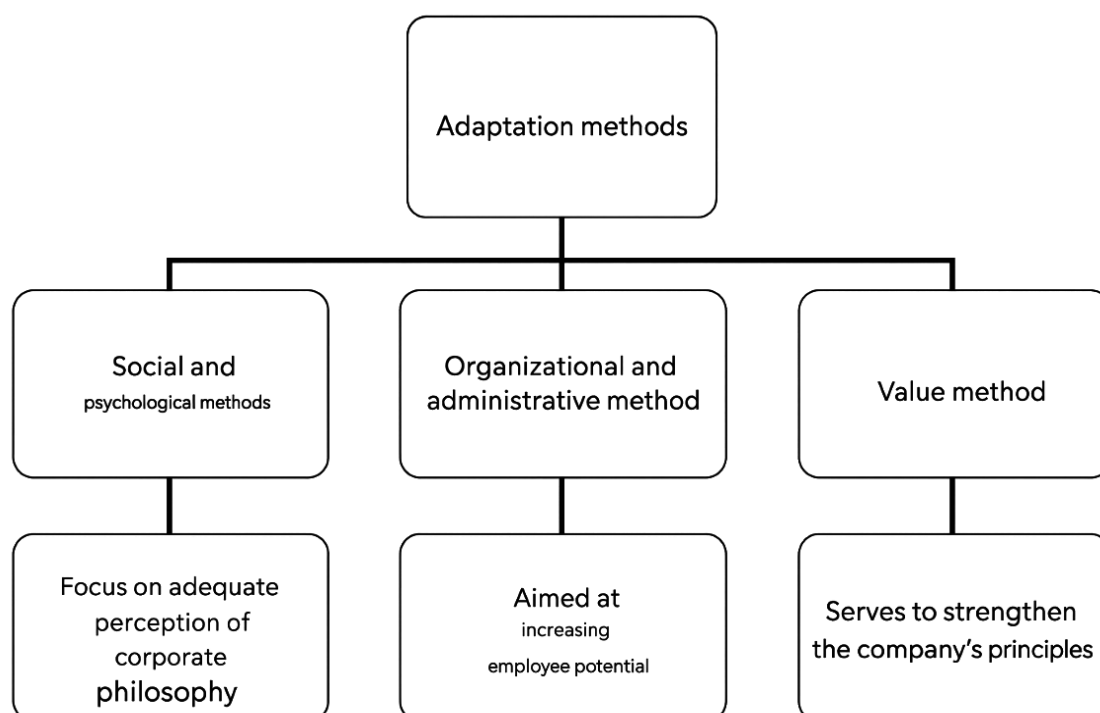 Adaptation methods
Social and
psychological methods
Organizational and
administrative method
Value method
Focus on adequate
perception of
corporate
philosophy
Aimed at
increasing
employee potential
Serves to strengthen
the company's principles